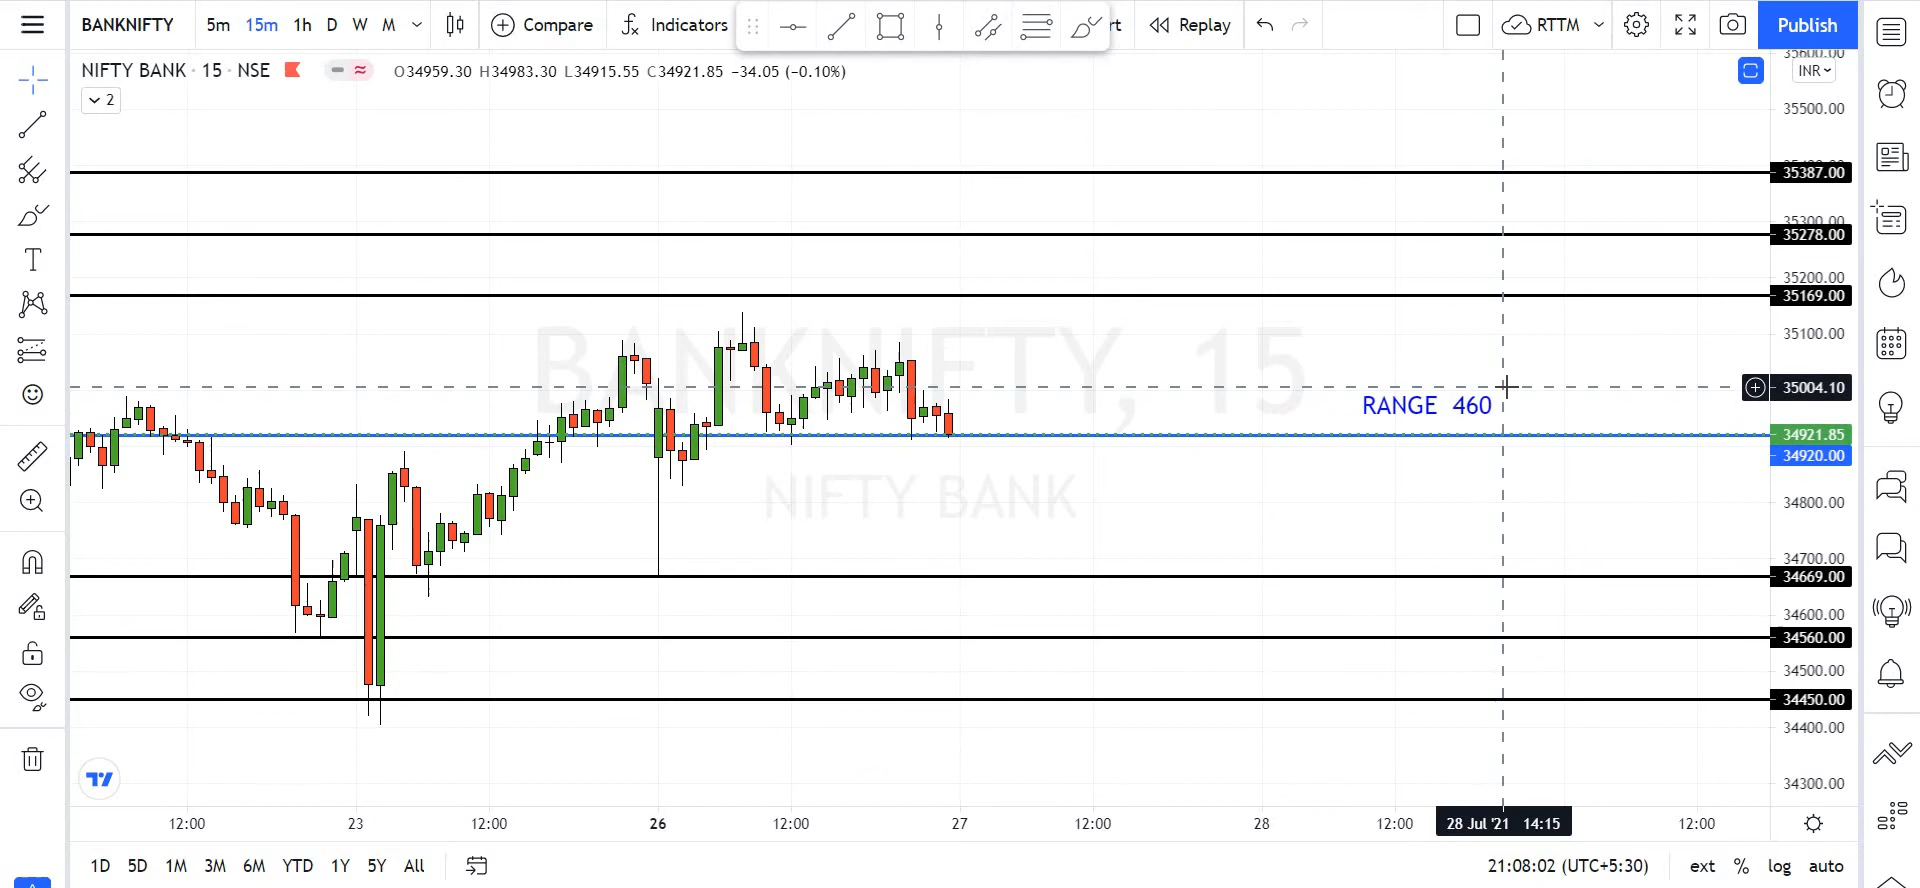 BANKNIFTY 5m 15m 1h D W M Compare Indicators rt Replay RTTM Publish
NIFTY BANK · 15 · NSE O34959.30 H34983.30 L34915.55 C34921.85 −34.05 (−0.10%)
INR
2
35600.00
35500.00
35387.00
35300.00
35278.00
35200.00
35169.00
35100.00
BANKNIFTY, 15
35004.10
RANGE 460
34921.85
34920.00
NIFTY BANK
34800.00
34700.00
34669.00
34600.00
34560.00
34500.00
34450.00
34400.00
34300.00
12:00 23 12:00 26 12:00 27 12:00 28 12:00 28 Jul '21 14:15 12:00
1D 5D 1M 3M 6M YTD 1Y 5Y All 21:08:02 (UTC+5:30) ext % log auto